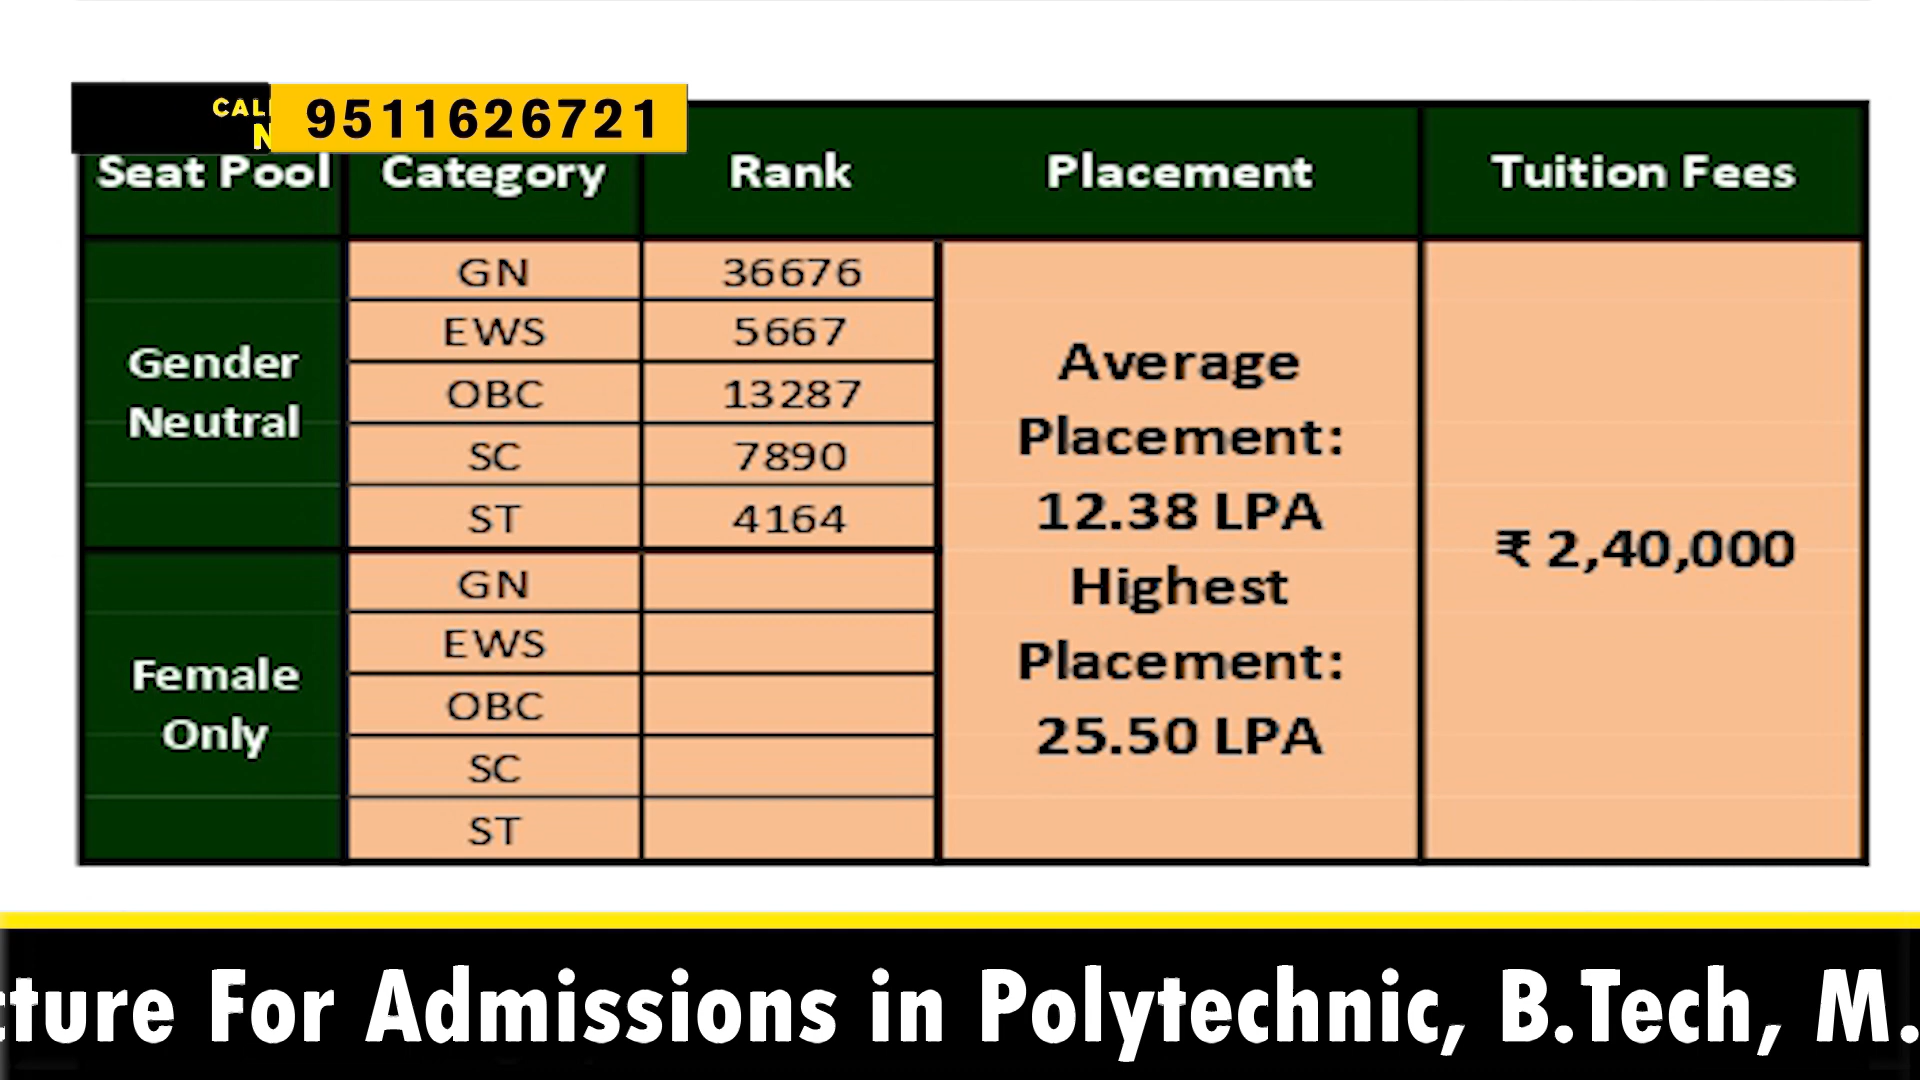 CAL
N
9511626721
Seat Pool Category Rank Placement Tuition Fees
Gender
Neutral
GN 36676
EWS 5667
OBC 13287
SC 7890
ST 4164
Female
Only
GN
EWS
OBC
SC
ST
Average
Placement:
12.38 LPA
Highest
Placement:
25.50 LPA
₹ 2,40,000
cture For Admissions in Polytechnic, B.Tech, M.